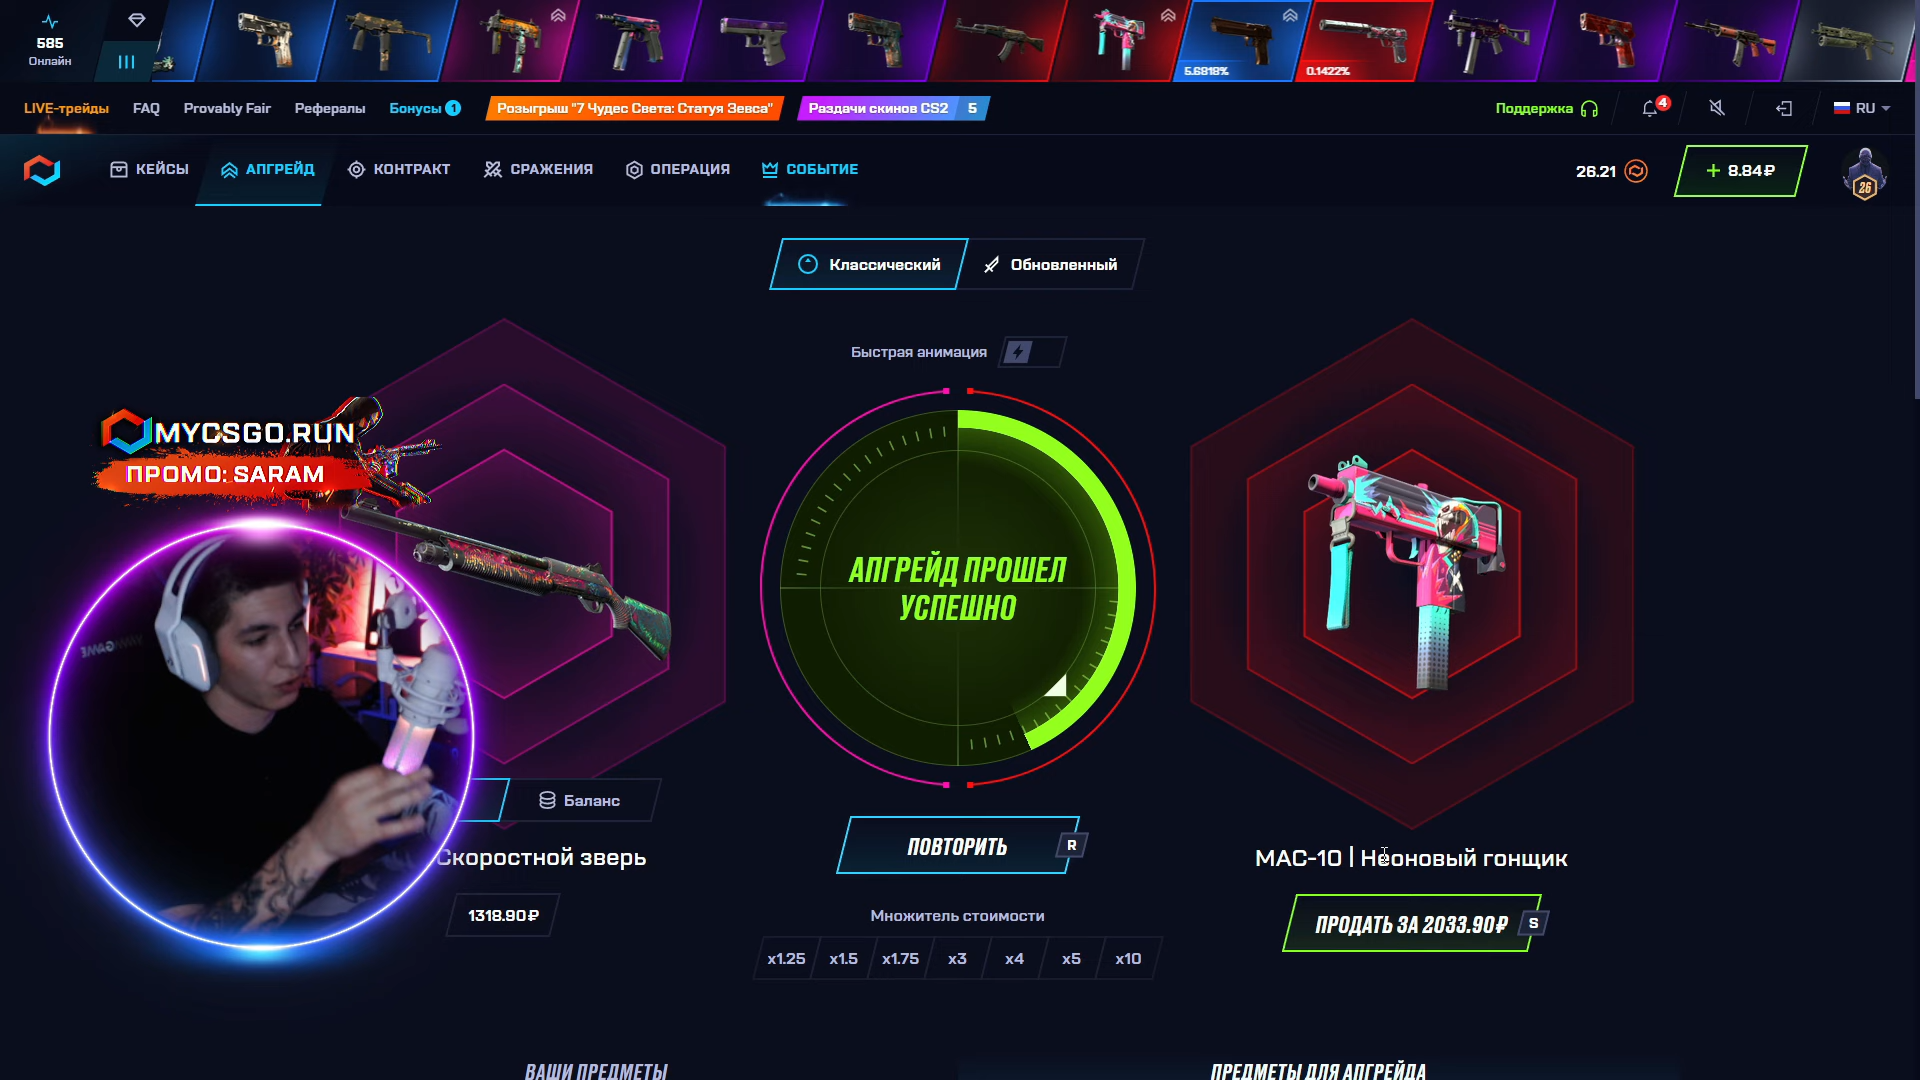 585
Онлайн
5.6818%
0.1422%
LIVE-трейды
FAQ
Provably Fair
Рефералы
Бонусы 1
Розыгрыш "7 Чудес Света: Статуя Зевса"
Раздачи скинов CS2 5
Поддержка
4
RU
КЕЙСЫ
АПГРЕЙД
КОНТРАКТ
СРАЖЕНИЯ
ОПЕРАЦИЯ
СОБЫТИЕ
26.21
+ 8.84₽
26
Классический
Обновленный
Быстрая анимация
MYCSGO.RUN
ПРОМО: SARAM
АПГРЕЙД ПРОШЕЛ
УСПЕШНО
Баланс
Скоростной зверь
1318.90₽
ПОВТОРИТЬ R
Множитель стоимости
x1.25 x1.5 x1.75 x3 x4 x5 x10
MAC-10 | Неоновый гонщик
ПРОДАТЬ ЗА 2033.90₽ S
ВАШИ ПРЕДМЕТЫ
ПРЕДМЕТЫ ДЛЯ АПГРЕЙДА